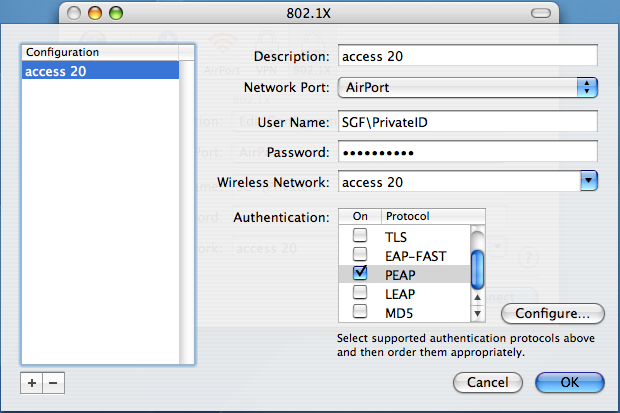 802.1X
Configuration
access 20
Description: access 20
Network Port: AirPort
User Name: SGF\PrivateID
Password: ••••••••••
Wireless Network: access 20
Authentication: On Protocol
TLS
EAP-FAST
PEAP
LEAP
MD5
Configure...
Select supported authentication protocols above
and then order them appropriately.
+ −
Cancel OK